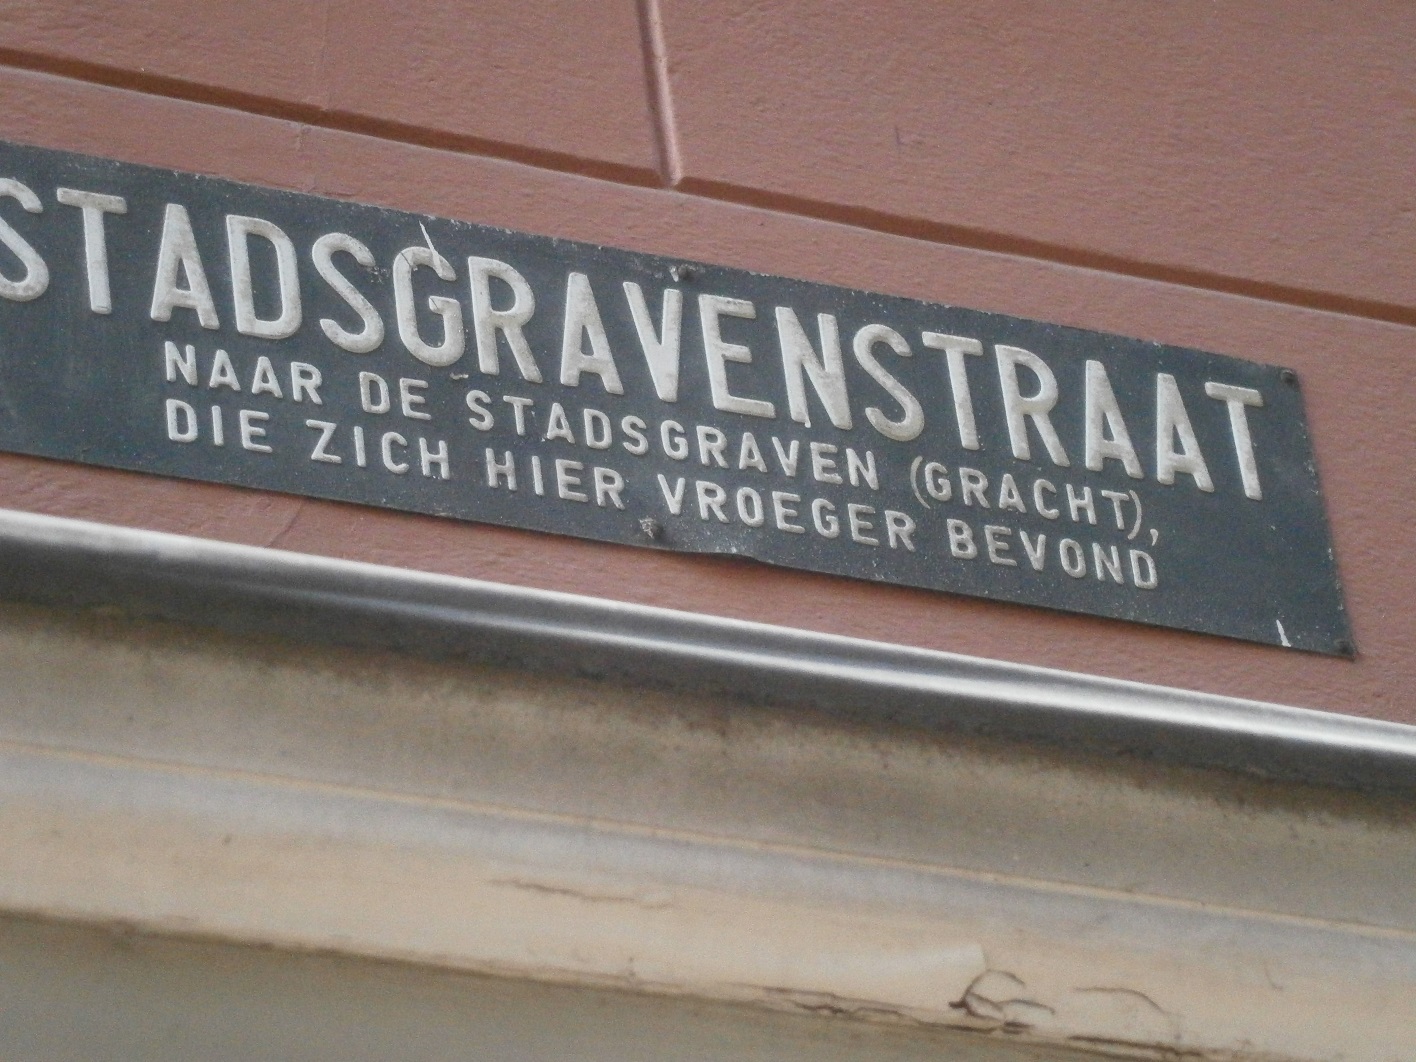 STADSGRAVENSTRAAT
NAAR DE STADSGRAVEN (GRACHT),
DIE ZICH HIER VROEGER BEVOND